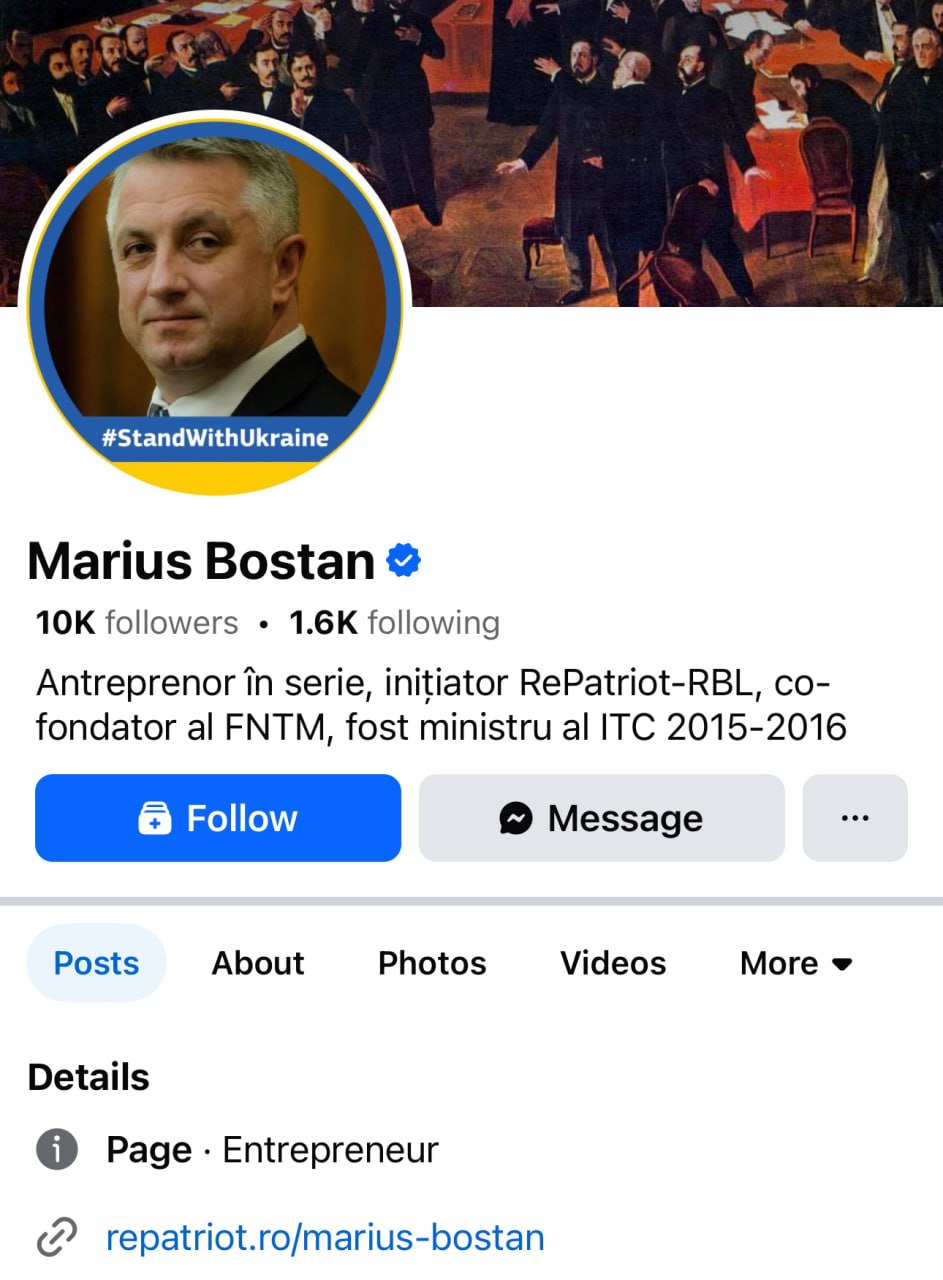 #StandWithUkraine
Marius Bostan
10K followers • 1.6K following
Antreprenor în serie, inițiator RePatriot-RBL, co-
fondator al FNTM, fost ministru al ITC 2015-2016
Follow
Message
...
Posts
About
Photos
Videos
More
Details
Page · Entrepreneur
repatriot.ro/marius-bostan